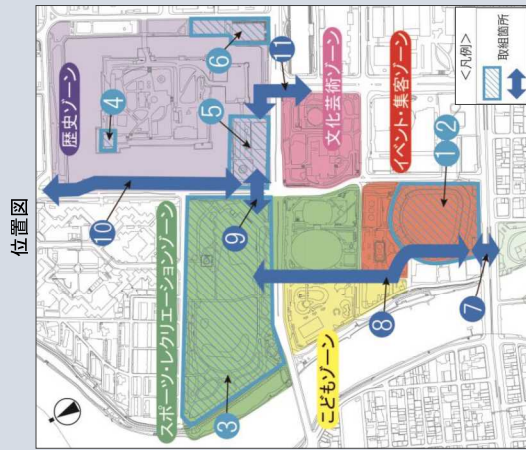 位置図
歴史ゾーン
スポーツ・レクリエーションゾーン
文化芸術ゾーン
イベント・集客ゾーン
こどもゾーン
1・2
3
4
5
6
7
8
9
10
11
<凡例>
取組箇所